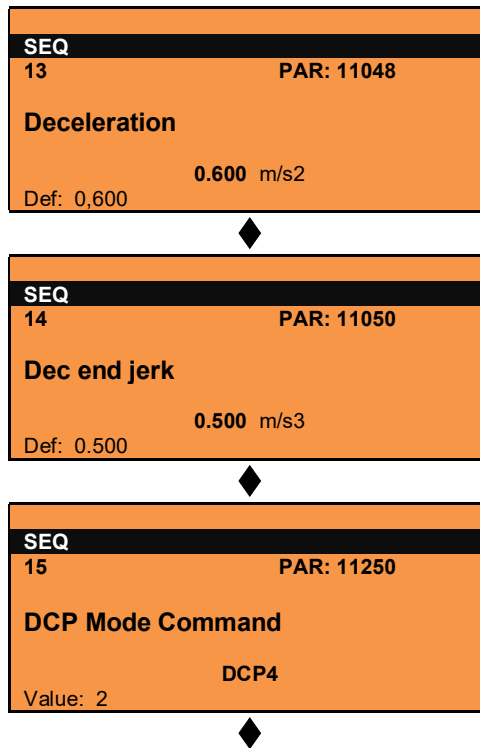 SEQ
13 PAR: 11048
Deceleration
0.600 m/s2
Def: 0,600
SEQ
14 PAR: 11050
Dec end jerk
0.500 m/s3
Def: 0.500
SEQ
15 PAR: 11250
DCP Mode Command
DCP4
Value: 2